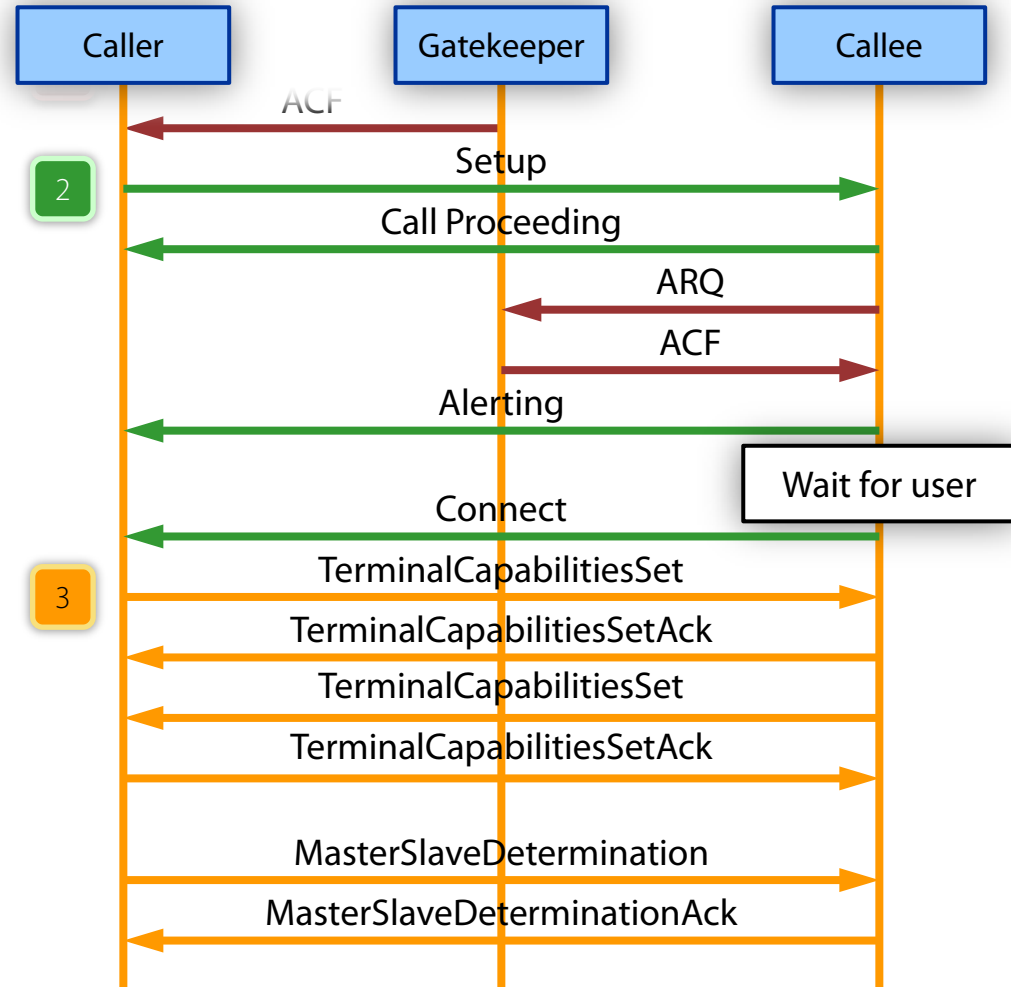 Caller
Gatekeeper
Callee
ACF
Setup
2
Call Proceeding
ARQ
ACF
Alerting
Wait for user
Connect
TerminalCapabilitiesSet
3
TerminalCapabilitiesSetAck
TerminalCapabilitiesSet
TerminalCapabilitiesSetAck
MasterSlaveDetermination
MasterSlaveDeterminationAck